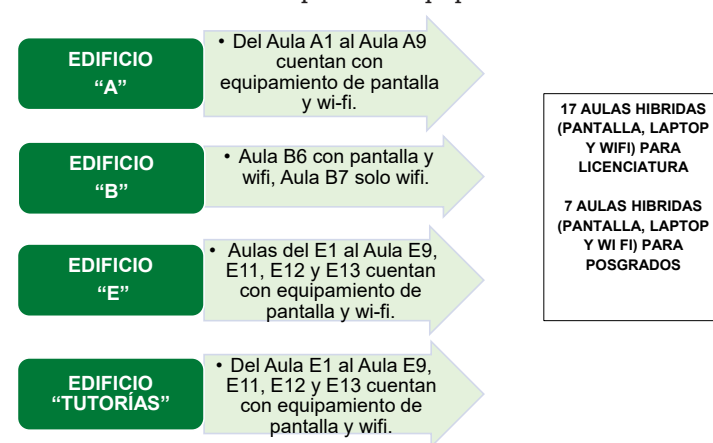 EDIFICIO
“A”
• Del Aula A1 al Aula A9
cuentan con
equipamiento de pantalla
y wi-fi.
EDIFICIO
“B”
• Aula B6 con pantalla y
wifi, Aula B7 solo wifi.
EDIFICIO
“E”
• Aulas del E1 al Aula E9,
E11, E12 y E13 cuentan
con equipamiento de
pantalla y wi-fi.
EDIFICIO
“TUTORÍAS”
• Del Aula E1 al Aula E9,
E11, E12 y E13 cuentan
con equipamiento de
pantalla y wifi.
17 AULAS HIBRIDAS
(PANTALLA, LAPTOP
Y WIFI) PARA
LICENCIATURA
7 AULAS HIBRIDAS
(PANTALLA, LAPTOP
Y WI FI) PARA
POSGRADOS